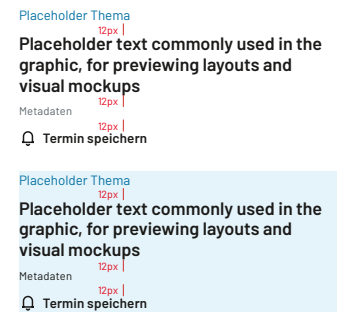 Placeholder Thema
12px
Placeholder text commonly used in the
graphic, for previewing layouts and
visual mockups
12px
Metadaten
12px
Termin speichern
Placeholder Thema
12px
Placeholder text commonly used in the
graphic, for previewing layouts and
visual mockups
12px
Metadaten
12px
Termin speichern